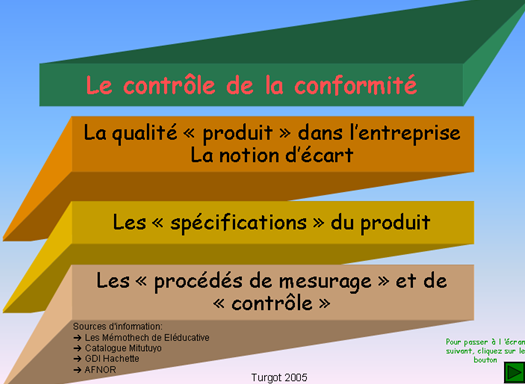 Le contrôle de la conformité
La qualité « produit » dans l'entreprise
La notion d'écart
Les « spécifications » du produit
Les « procédés de mesurage » et de
« contrôle »
Sources d'information:
➔ Les Mémothech de Eléducative
➔ Catalogue Mitutuyo
➔ GDI Hachette
➔ AFNOR
Turgot 2005
Pour passer à l 'écran
suivant, cliquez sur le
bouton